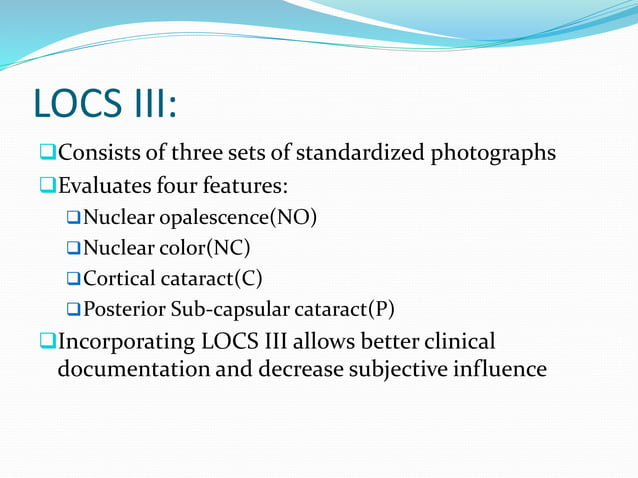 LOCS III:
Consists of three sets of standardized photographs
Evaluates four features:
Nuclear opalescence(NO)
Nuclear color(NC)
Cortical cataract(C)
Posterior Sub-capsular cataract(P)
Incorporating LOCS III allows better clinical
documentation and decrease subjective influence